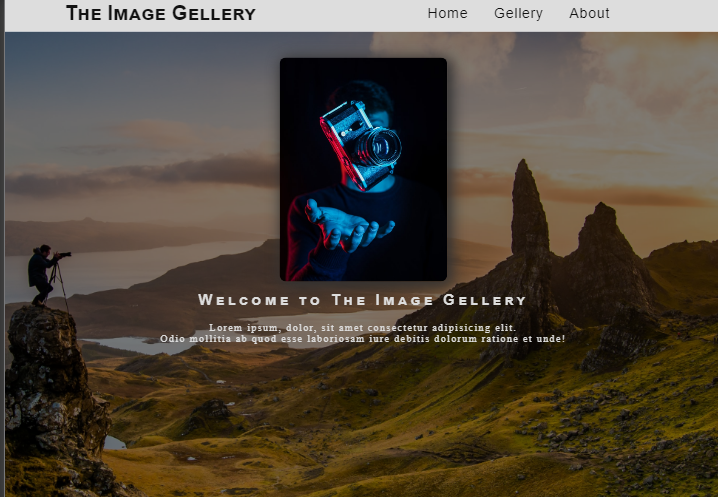 The Image Gellery
Home Gellery About
Welcome to The Image Gellery
Lorem ipsum, dolor, sit amet consectetur adipisicing elit.
Odio mollitia ab quod esse laboriosam iure debitis dolorum ratione et unde!